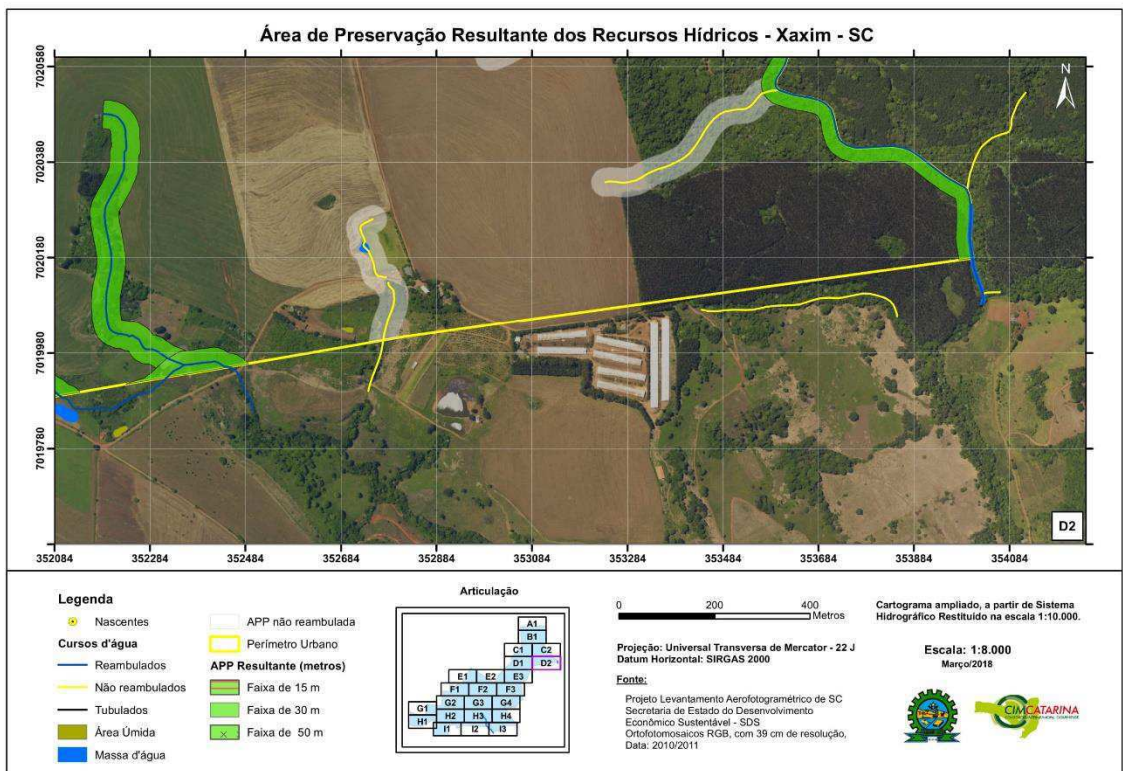 Área de Preservação Resultante dos Recursos Hídricos - Xaxim - SC
7020580
7020380
7020180
7019980
7019780
N
D2
352084
352284
352484
352684
352884
353084
353284
353484
353684
353884
354084
Legenda
Nascentes
Cursos d'água
Reambulados
Não reambulados
Tubulados
Área Úmida
Massa d'água
APP não reambulada
Perímetro Urbano
APP Resultante (metros)
Faixa de 15 m
Faixa de 30 m
Faixa de 50 m
Articulação
A1
B1
C1 C2
D1 D2
E1 E2 E3
F1 F2 F3
G1 G2 G3 G4
H1 H2 H3 H4
I1 I2 I3
0 200 400
Metros
Projeção: Universal Transversa de Mercator - 22 J
Datum Horizontal: SIRGAS 2000
Fonte:
Projeto Levantamento Aerofotogramétrico de SC
Secretaria de Estado do Desenvolvimento
Econômico Sustentável - SDS
Ortofotomosaicos RGB, com 39 cm de resolução,
Data: 2010/2011
Cartograma ampliado, a partir de Sistema
Hidrográfico Restituído na escala 1:10.000.
Escala: 1:8.000
Março/2018
CIMCATARINA